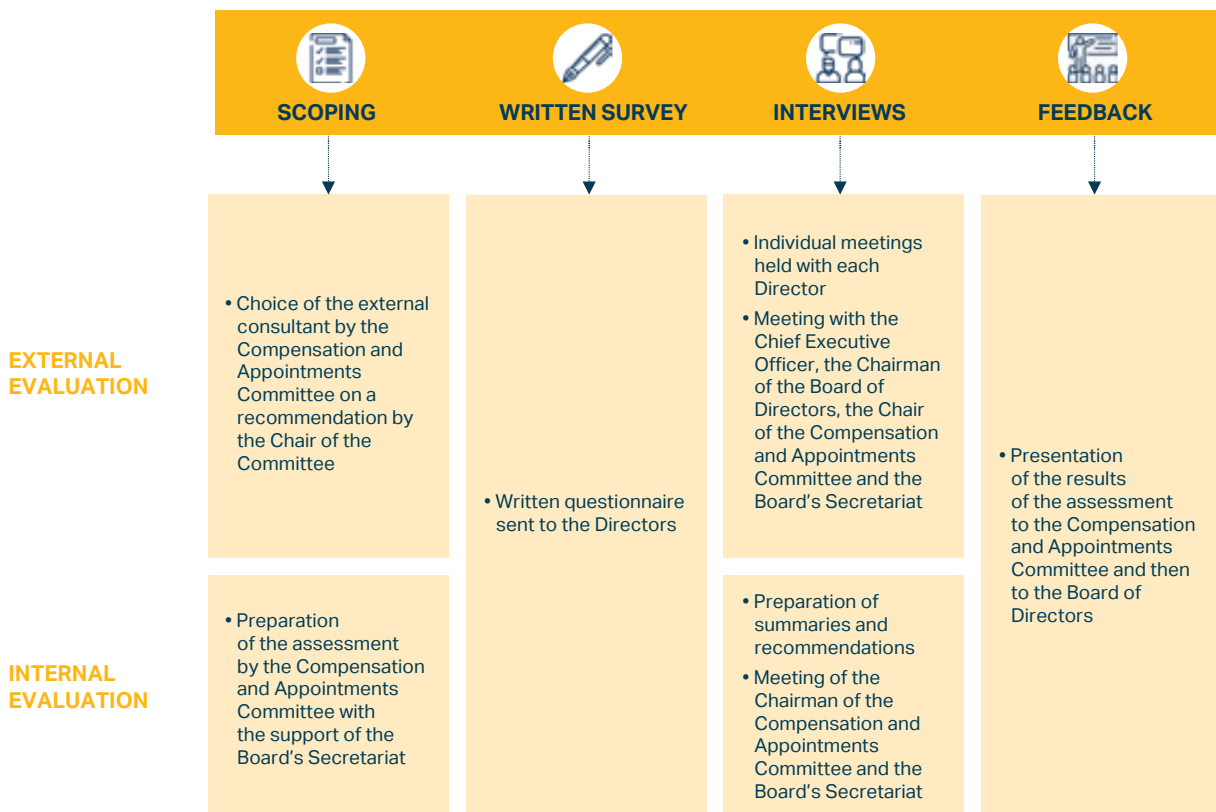 SCOPING
WRITTEN SURVEY
INTERVIEWS
FEEDBACK
EXTERNAL
EVALUATION
• Choice of the external
consultant by the
Compensation and
Appointments
Committee on a
recommendation by
the Chair of the
Committee
• Written questionnaire
sent to the Directors
• Individual meetings
held with each
Director
• Meeting with the
Chief Executive
Officer, the Chairman
of the Board of
Directors, the Chair
of the Compensation
and Appointments
Committee and the
Board’s Secretariat
• Presentation
of the results
of the assessment
to the Compensation
and Appointments
Committee and then
to the Board of
Directors
INTERNAL
EVALUATION
• Preparation
of the assessment
by the Compensation
and Appointments
Committee with
the support of the
Board’s Secretariat
• Preparation of
summaries and
recommendations
• Meeting of the
Chairman of the
Compensation and
Appointments
Committee and the
Board’s Secretariat